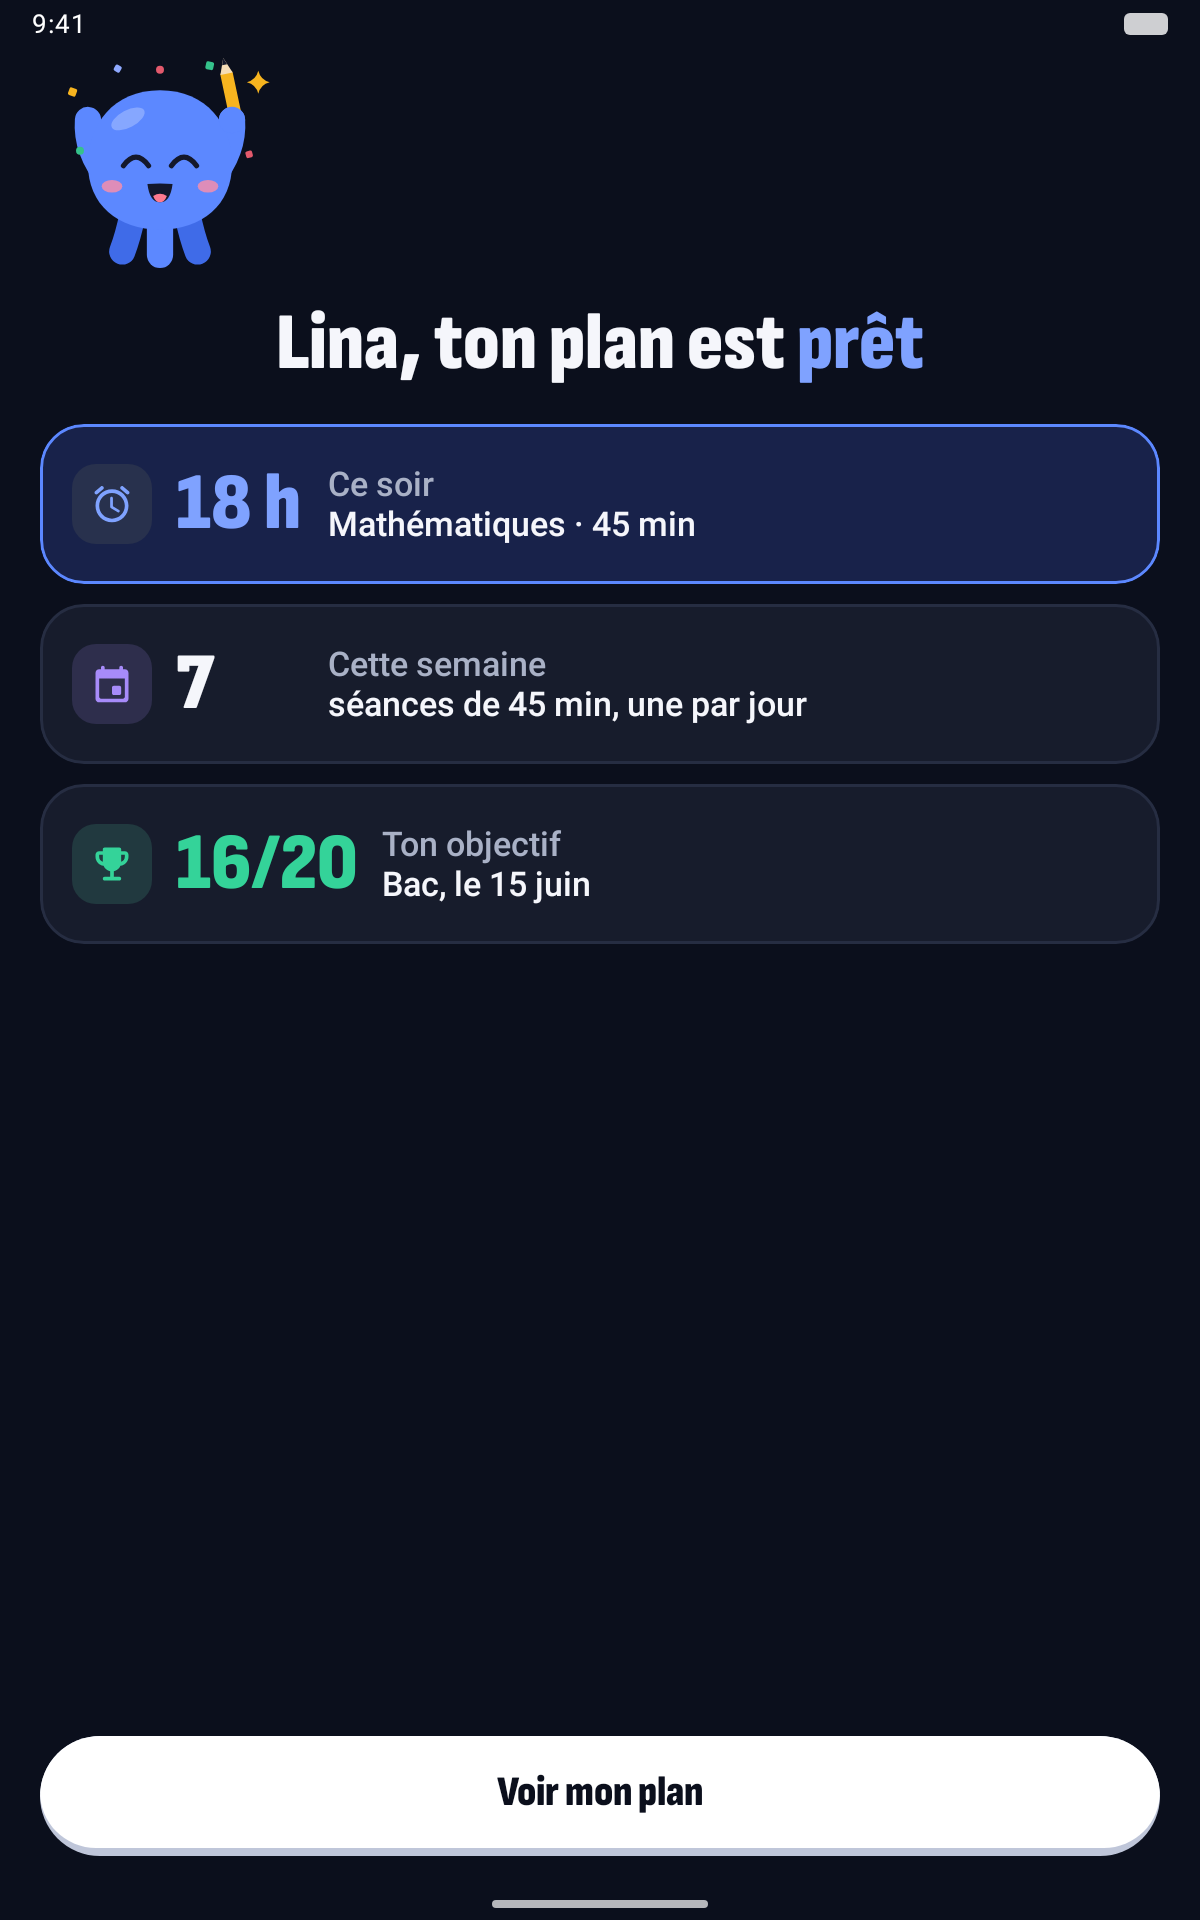 9:41
Lina, ton plan est prêt
18 h
Ce soir
Mathématiques · 45 min
7
Cette semaine
séances de 45 min, une par jour
16/20
Ton objectif
Bac, le 15 juin
Voir mon plan